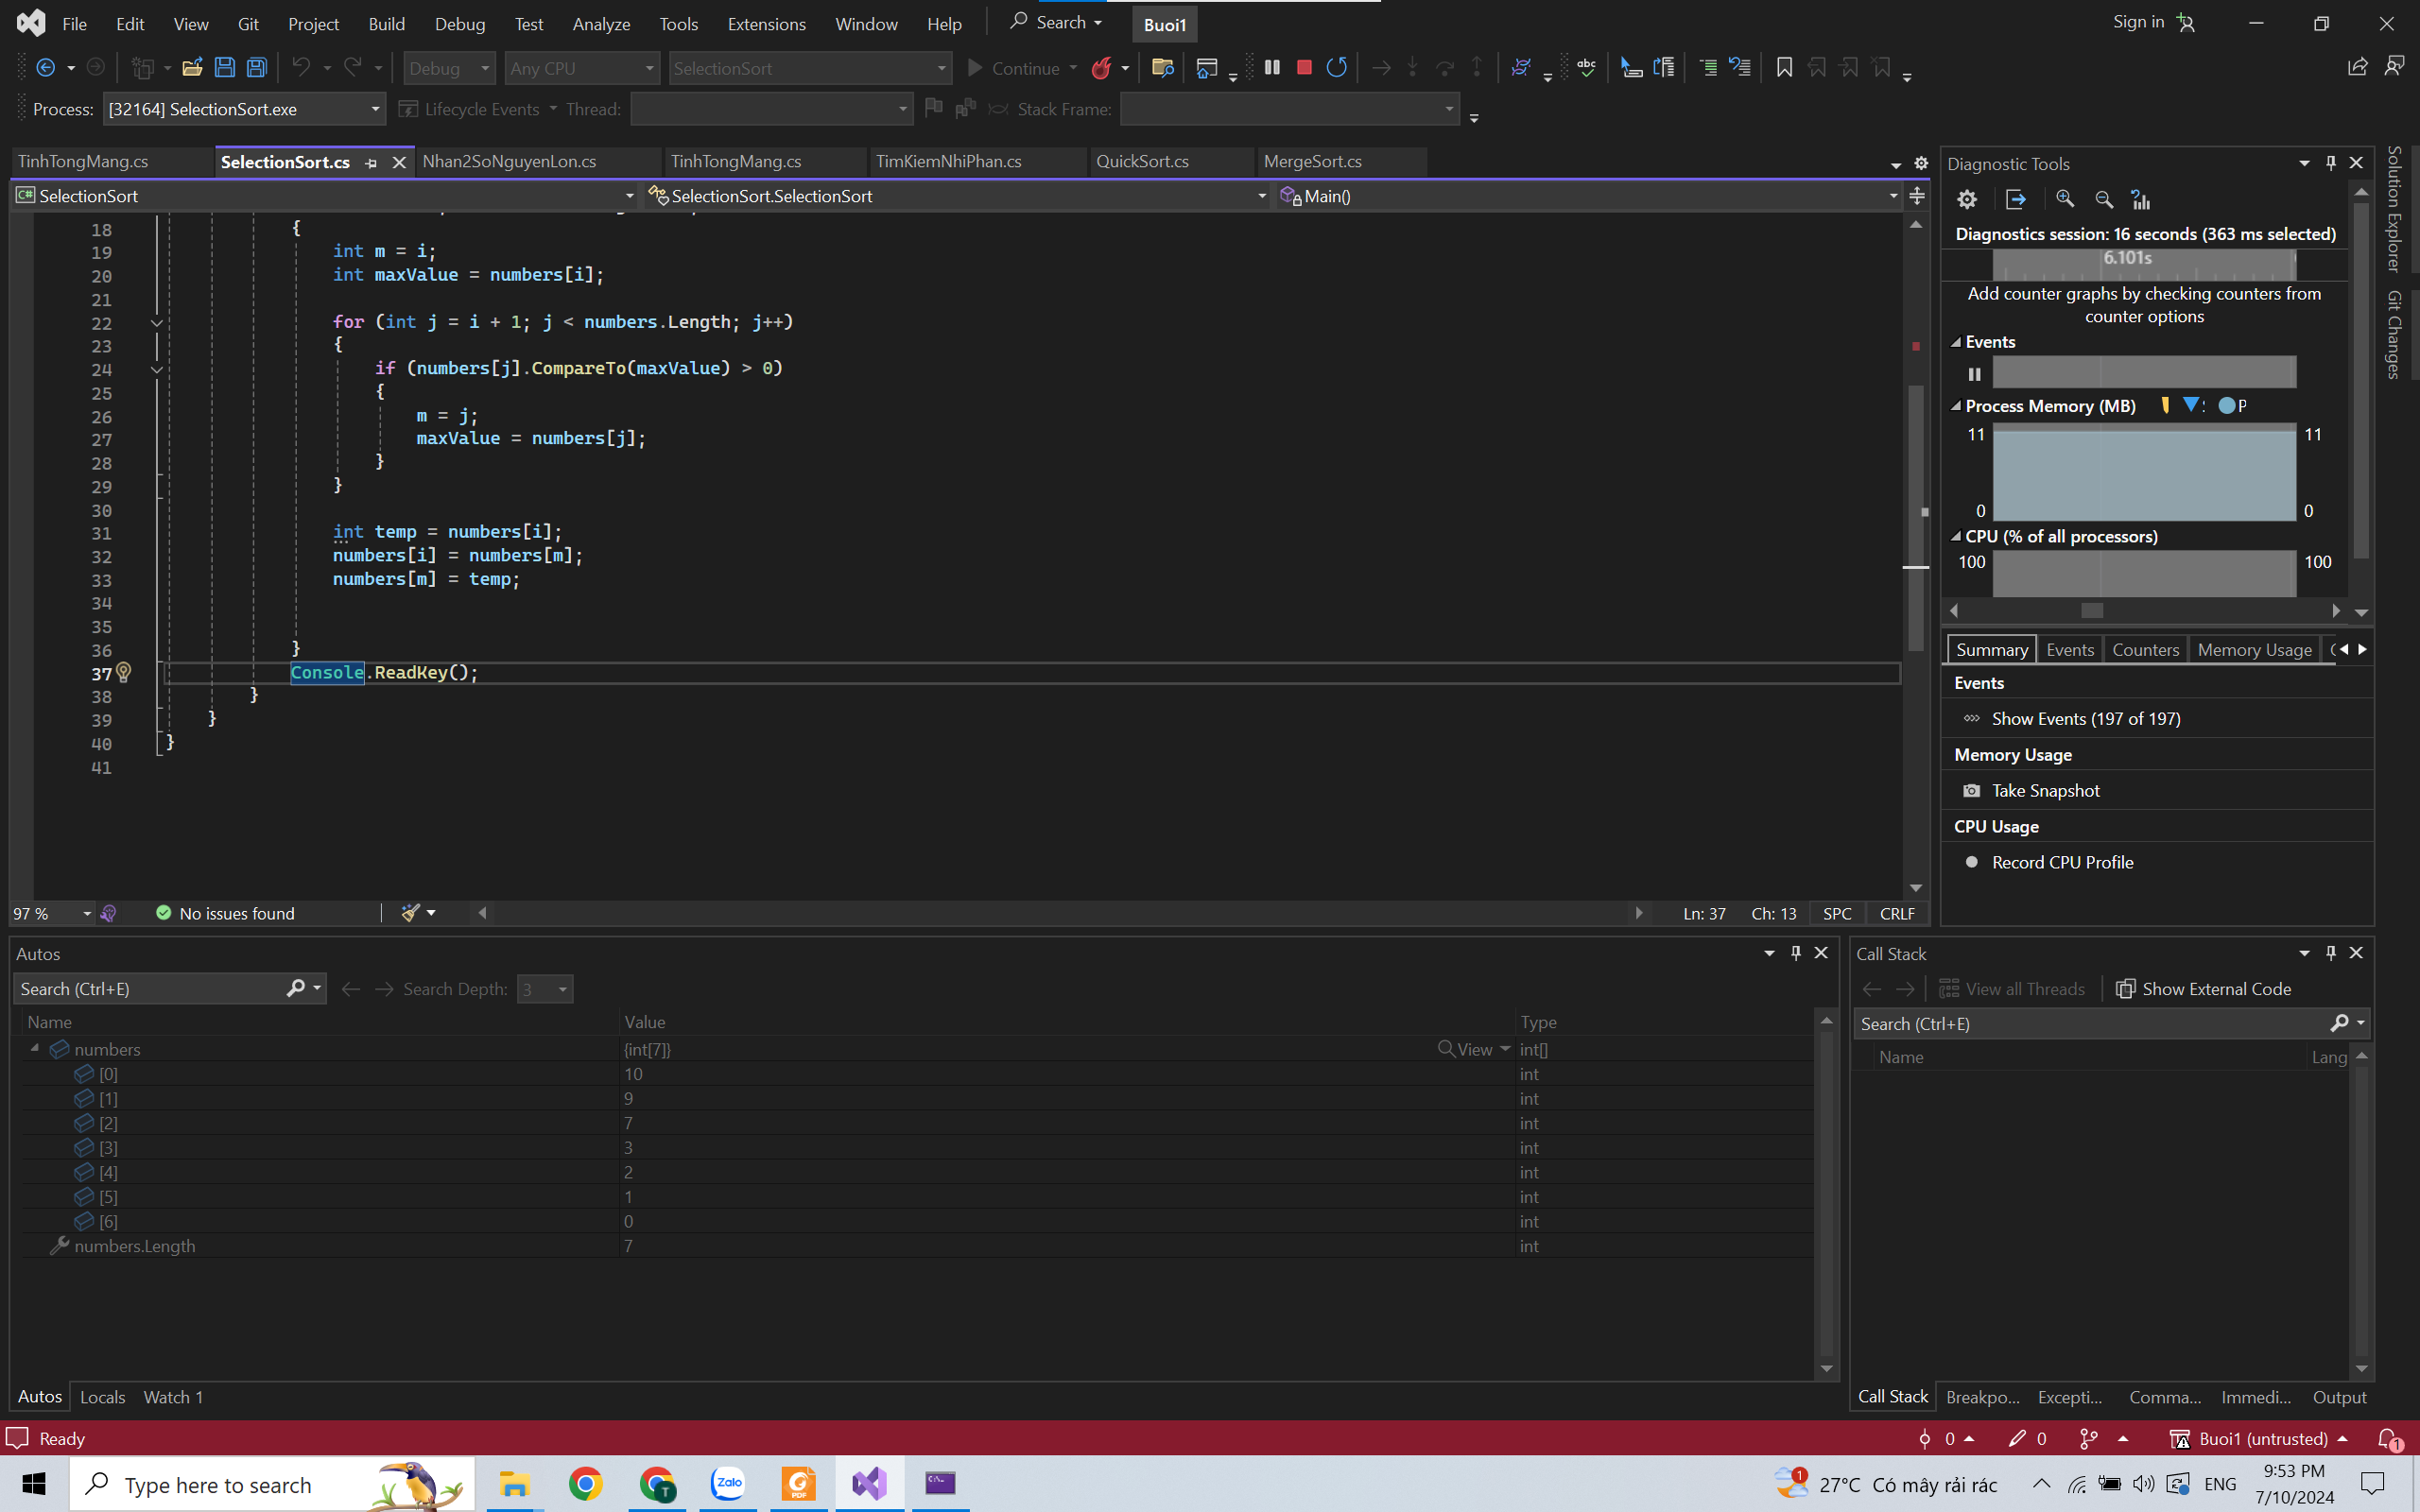 File Edit View Git Project Build Debug Test Analyze Tools Extensions Window Help Search Buoi1 Sign in
Debug Any CPU SelectionSort Continue
Process: [32164] SelectionSort.exe Lifecycle Events Thread: Stack Frame:
TinhTongMang.cs SelectionSort.cs Nhan2SoNguyenLon.cs TinhTongMang.cs TimKiemNhiPhan.cs QuickSort.cs MergeSort.cs
SelectionSort SelectionSort.SelectionSort Main()
18 {
19 int m = i;
20 int maxValue = numbers[i];
21
22 for (int j = i + 1; j < numbers.Length; j++)
23 {
24 if (numbers[j].CompareTo(maxValue) > 0)
25 {
26 m = j;
27 maxValue = numbers[j];
28 }
29 }
30
31 int temp = numbers[i];
32 numbers[i] = numbers[m];
33 numbers[m] = temp;
34
35
36 }
37 Console.ReadKey();
38 }
39 }
40 }
41
97 % No issues found Ln: 37 Ch: 13 SPC CRLF
Diagnostic Tools
Diagnostics session: 16 seconds (363 ms selected)
6.101s
Add counter graphs by checking counters from
counter options
Events
Process Memory (MB) P
11 11
0 0
CPU (% of all processors)
100 100
Summary Events Counters Memory Usage
Events
Show Events (197 of 197)
Memory Usage
Take Snapshot
CPU Usage
Record CPU Profile
Solution Explorer
Git Changes
Autos
Search (Ctrl+E) Search Depth: 3
Name Value Type
numbers {int[7]} View int[]
[0] 10 int
[1] 9 int
[2] 7 int
[3] 3 int
[4] 2 int
[5] 1 int
[6] 0 int
numbers.Length 7 int
Autos Locals Watch 1
Call Stack
View all Threads Show External Code
Search (Ctrl+E)
Name Lang
Call Stack Breakpo... Excepti... Comma... Immedi... Output
Ready 0 0 Buoi1 (untrusted) 1
Type here to search Zalo T PDF 1 27°C Có mây rải rác ENG 9:53 PM
7/10/2024